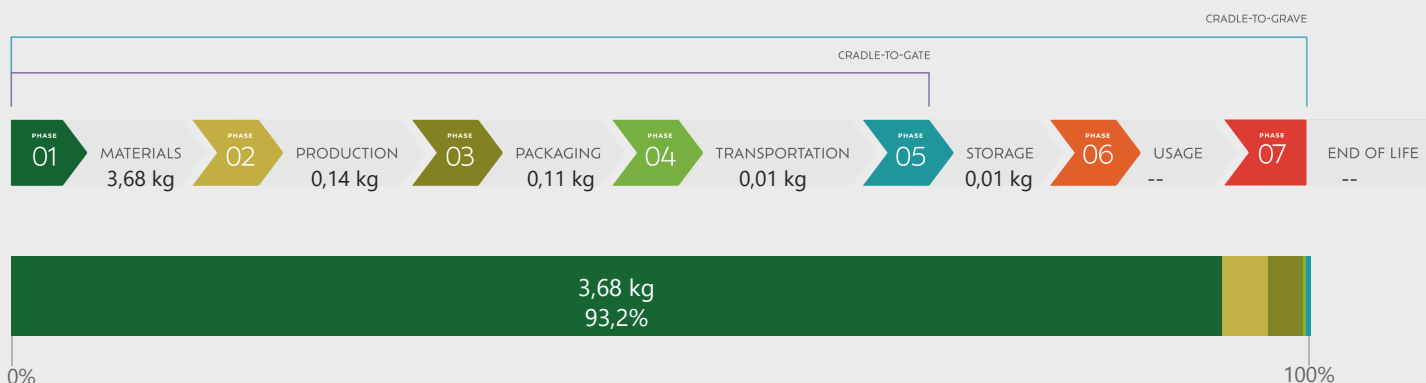 CRADLE-TO-GRAVE
CRADLE-TO-GATE
PHASE
01
MATERIALS
3,68 kg
PHASE
02
PRODUCTION
0,14 kg
PHASE
03
PACKAGING
0,11 kg
PHASE
04
TRANSPORTATION
0,01 kg
PHASE
05
STORAGE
0,01 kg
PHASE
06
USAGE
--
PHASE
07
END OF LIFE
--
3,68 kg
93,2%
0%
100%